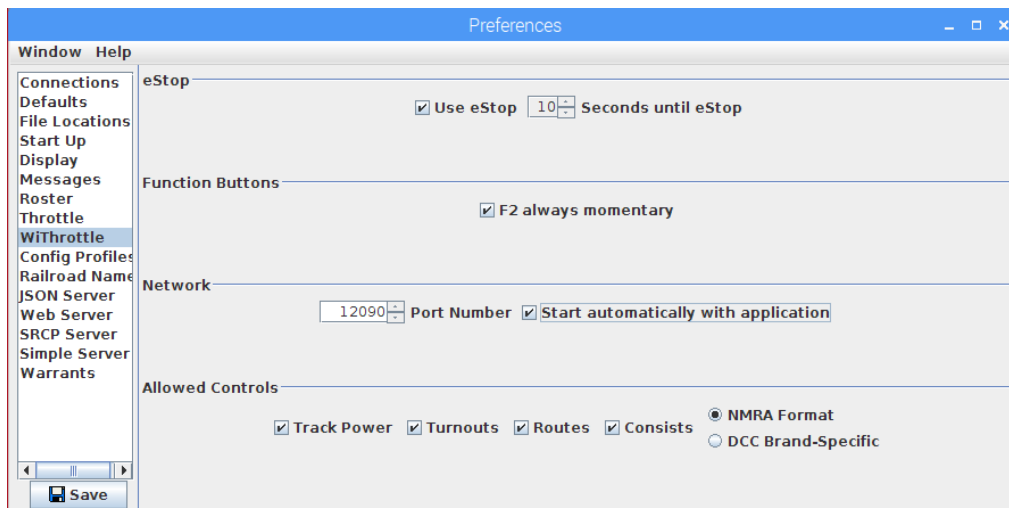 Preferences
Window Help
Connections
Defaults
File Locations
Start Up
Display
Messages
Roster
Throttle
WiThrottle
Config Profiles
Railroad Name
JSON Server
Web Server
SRCP Server
Simple Server
Warrants
Save
eStop
Use eStop 10 Seconds until eStop
Function Buttons
F2 always momentary
Network
12090 Port Number Start automatically with application
Allowed Controls
Track Power Turnouts Routes Consists
NMRA Format
DCC Brand-Specific